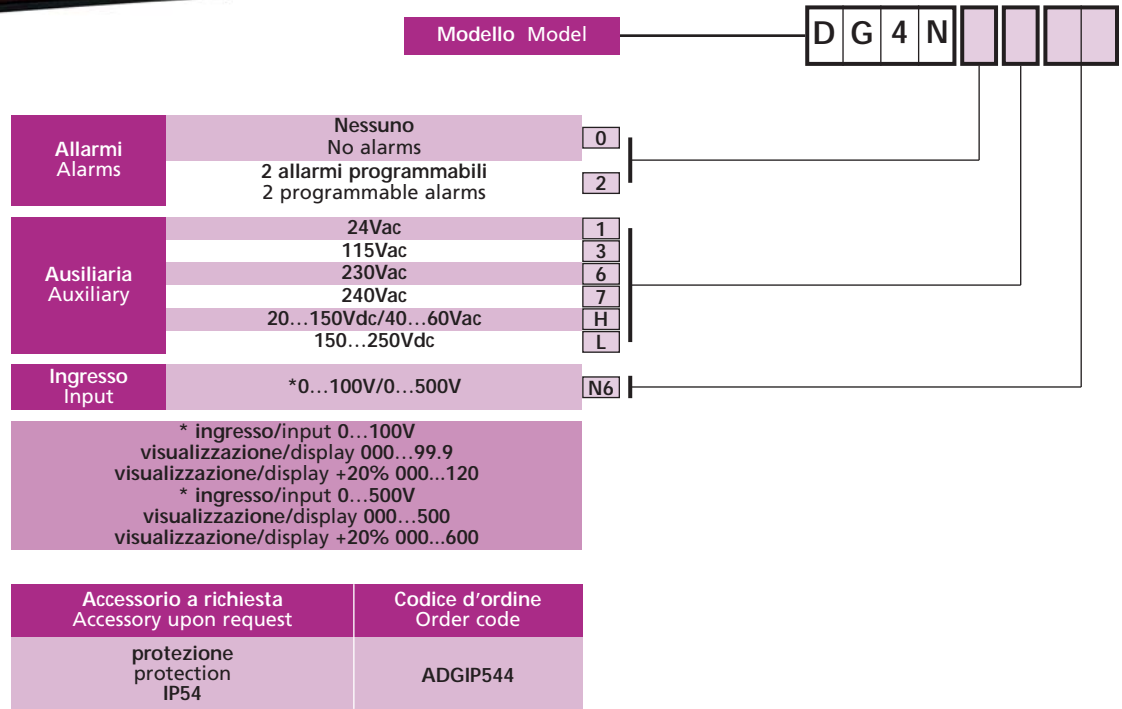 Modello Model
D G 4 N
Allarmi
Alarms
Nessuno
No alarms
0
2 allarmi programmabili
2 programmable alarms
2
Ausiliaria
Auxiliary
24Vac
1
115Vac
3
230Vac
6
240Vac
7
20...150Vdc/40...60Vac
H
150...250Vdc
L
Ingresso
Input
*0...100V/0...500V
N6
* ingresso/input 0...100V
visualizzazione/display 000...99.9
visualizzazione/display +20% 000...120
* ingresso/input 0...500V
visualizzazione/display 000...500
visualizzazione/display +20% 000...600
Accessorio a richiesta
Accessory upon request
Codice d'ordine
Order code
protezione
protection
IP54
ADGIP544